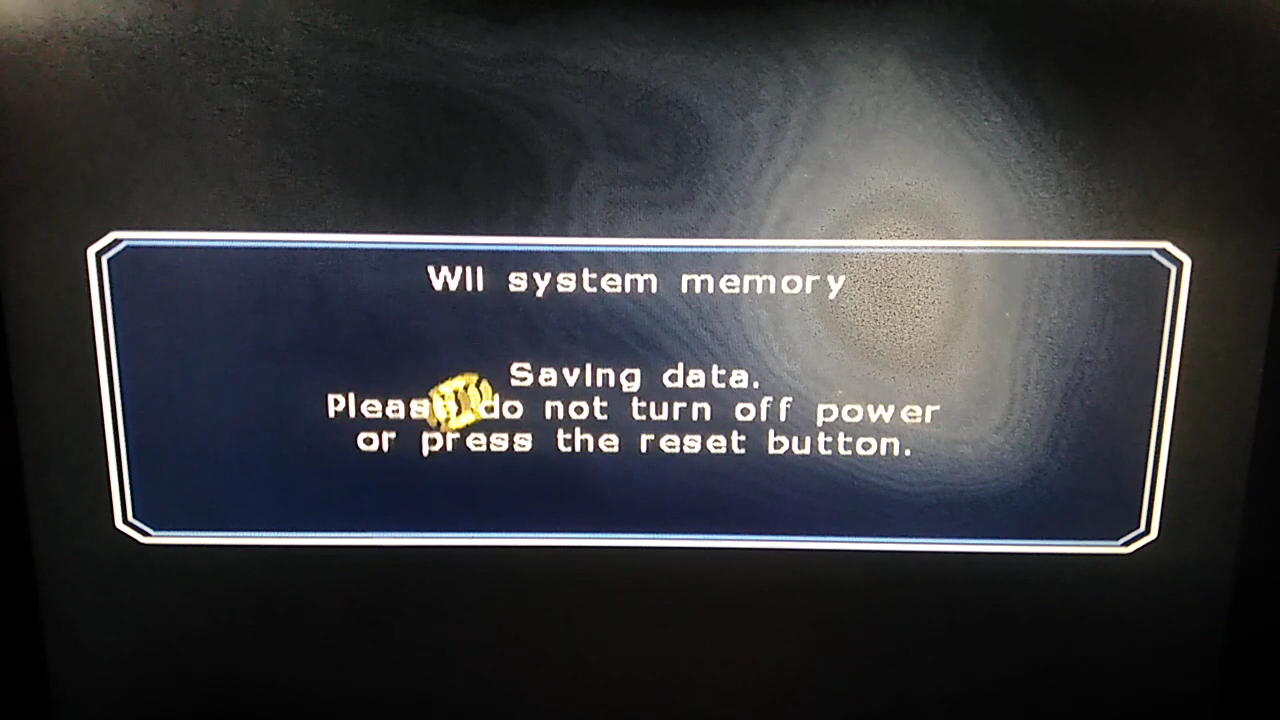 Wii system memory
Saving data.
Please do not turn off power
or press the reset button.